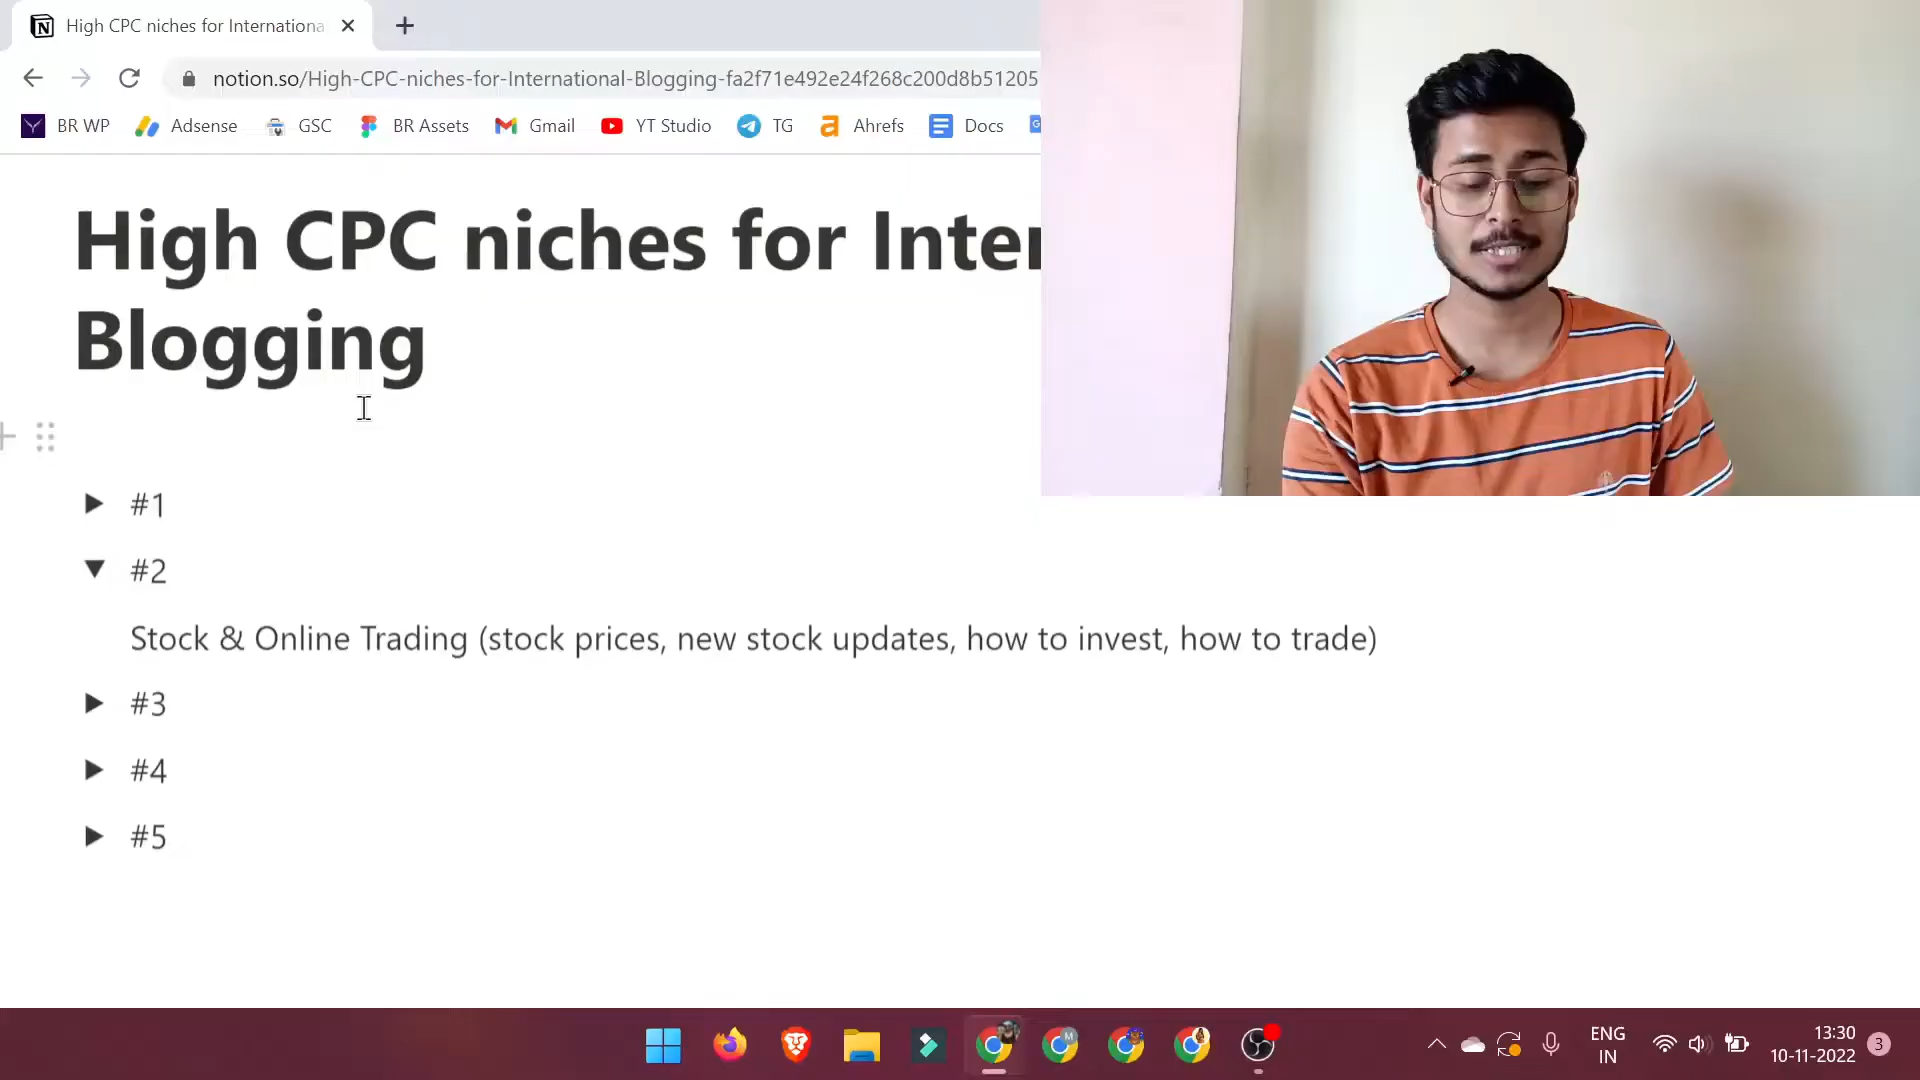 High CPC niches for Internationa
notion.so/High-CPC-niches-for-International-Blogging-fa2f71e492e24f268c200d8b51205
BR WP Adsense GSC BR Assets Gmail YT Studio TG Ahrefs Docs
High CPC niches for Inter
Blogging
#1
#2
Stock & Online Trading (stock prices, new stock updates, how to invest, how to trade)
#3
#4
#5
ENG
IN
13:30
10-11-2022
3